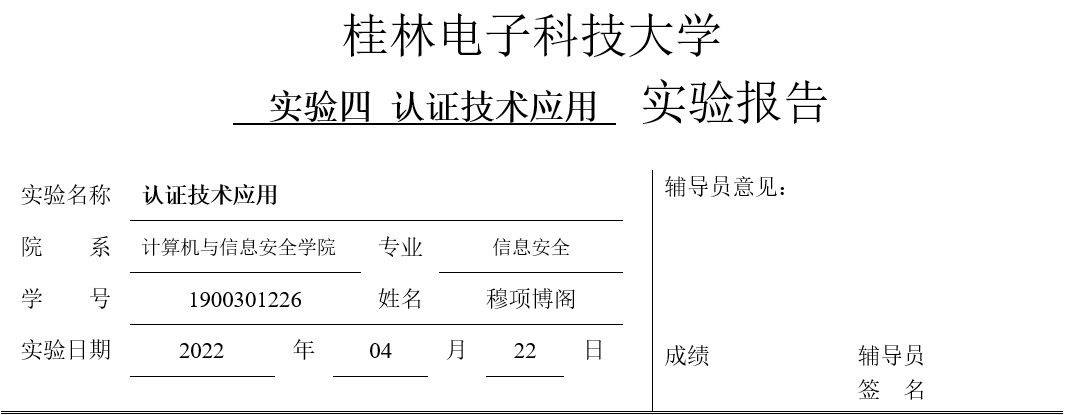 桂林电子科技大学
实验四 认证技术应用 实验报告
实验名称 认证技术应用
辅导员意见：
院 系 计算机与信息安全学院 专业 信息安全
学 号 1900301226 姓名 穆项博阁
实验日期 2022 年 04 月 22 日
成绩 辅导员
签 名